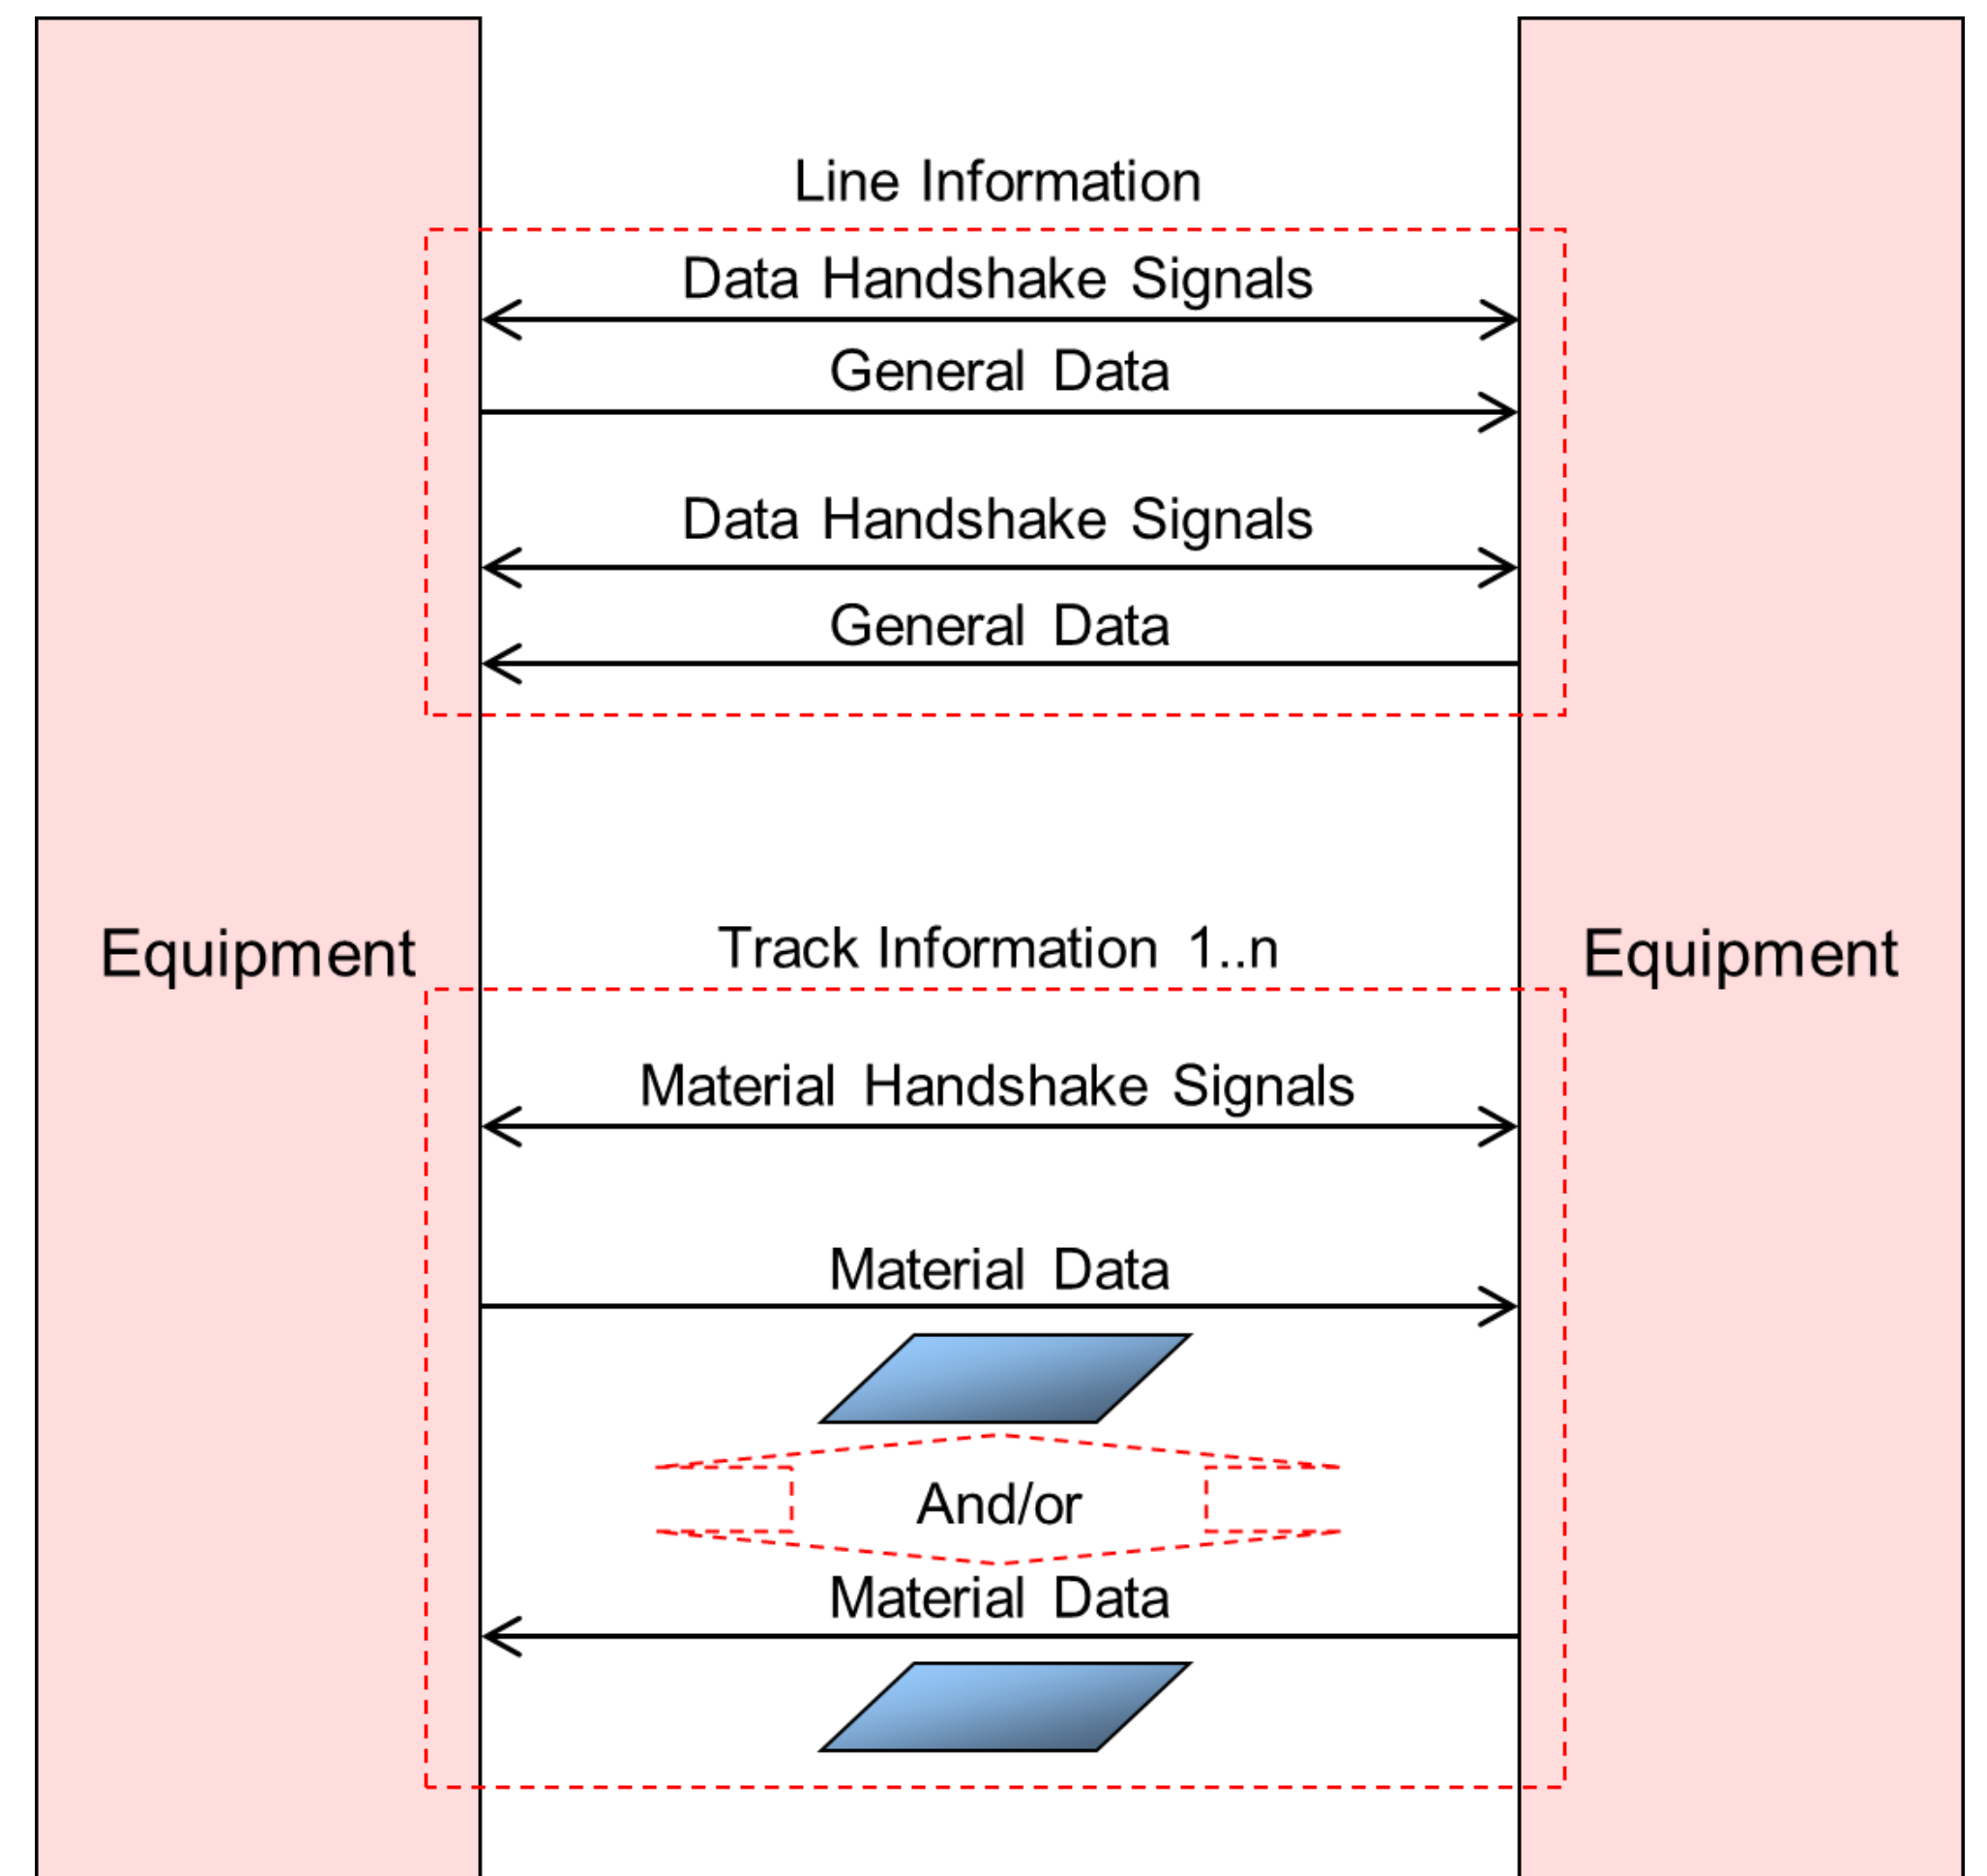 Line Information
Data Handshake Signals
General Data
Data Handshake Signals
General Data
Equipment
Track Information 1..n
Equipment
Material Handshake Signals
Material Data
And/or
Material Data